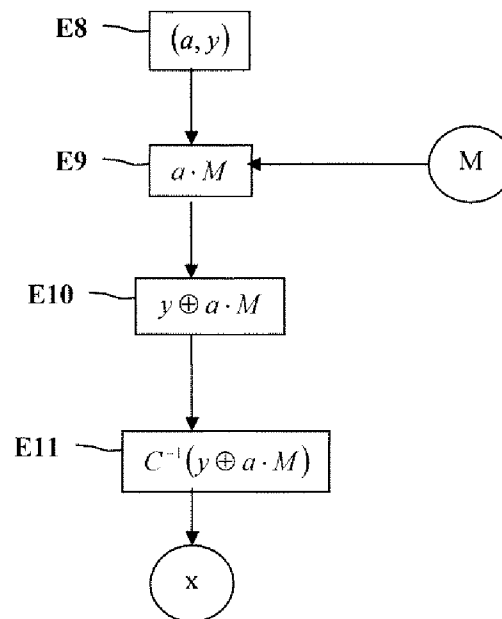 E8 (a, y)
E9 a · M M
E10 y ⊕ a · M
E11 C⁻¹(y ⊕ a · M)
x